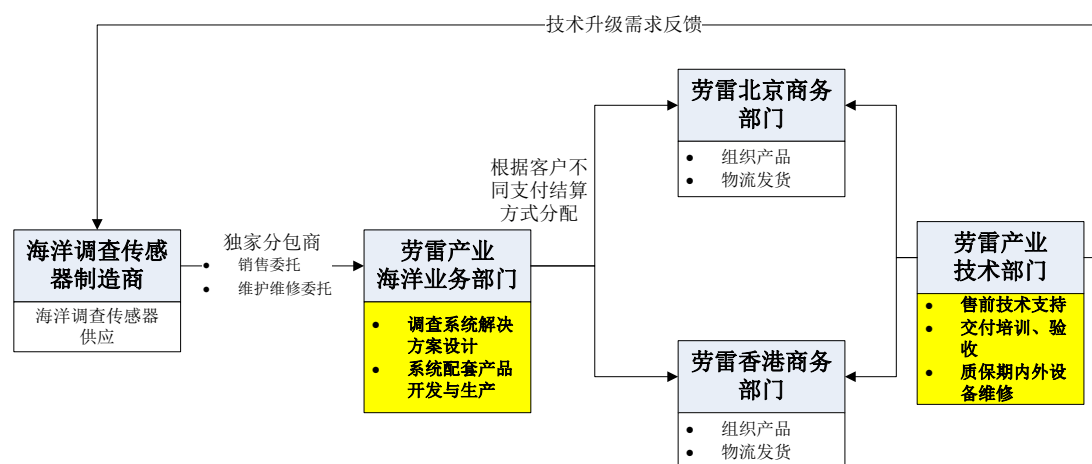 技术升级需求反馈
劳雷北京商务
部门
• 组织产品
• 物流发货
根据客户不
同支付结算
方式分配
海洋调查传感
器制造商
海洋调查传感器
供应
独家分包商
• 销售委托
• 维护维修委托
劳雷产业
海洋业务部门
• 调查系统解决
方案设计
• 系统配套产品
开发与生产
劳雷产业
技术部门
• 售前技术支持
• 交付培训、验
收
• 质保期内外设
备维修
劳雷香港商务
部门
• 组织产品
• 物流发货